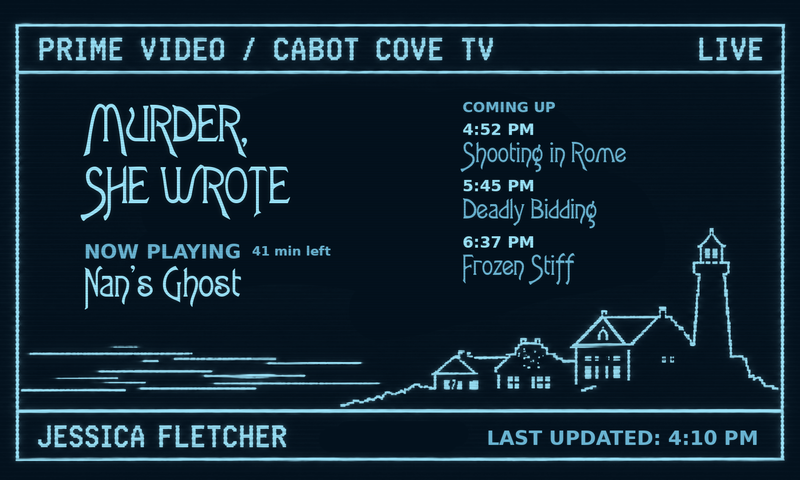 PRIME VIDEO / CABOT COVE TV
LIVE
MURDER,
SHE WROTE
NOW PLAYING 41 min left
Nan's Ghost
COMING UP
4:52 PM
Shooting in Rome
5:45 PM
Deadly Bidding
6:37 PM
Frozen Stiff
JESSICA FLETCHER
LAST UPDATED: 4:10 PM